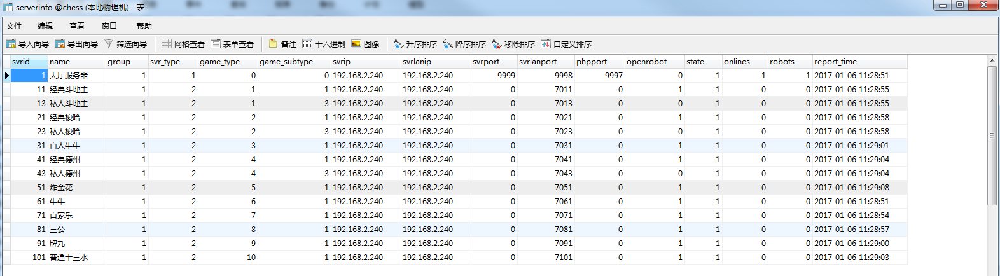 serverinfo @chess (本地物理机) - 表
文件 编辑 查看 窗口 帮助
导入向导 导出向导 筛选向导 网格查看 表单查看 备注 十六进制 图像 升序排序 降序排序 移除排序 自定义排序
svrid name group svr_type game_type game_subtype svrip svrlanip svrport svrlanport phpport openrobot state onlines robots report_time
1 大厅服务器 1 1 0 0 192.168.2.240 192.168.2.240 9999 9998 9997 0 1 1 1 2017-01-06 11:28:51
11 经典斗地主 1 2 1 1 192.168.2.240 192.168.2.240 0 7011 0 1 1 0 0 2017-01-06 11:28:55
13 私人斗地主 1 2 1 3 192.168.2.240 192.168.2.240 0 7013 0 0 1 0 0 2017-01-06 11:28:55
21 经典梭哈 1 2 2 1 192.168.2.240 192.168.2.240 0 7021 0 1 1 0 0 2017-01-06 11:28:58
23 私人梭哈 1 2 2 3 192.168.2.240 192.168.2.240 0 7023 0 0 1 0 0 2017-01-06 11:28:58
31 百人牛牛 1 2 3 1 192.168.2.240 192.168.2.240 0 7031 0 1 1 0 0 2017-01-06 11:29:01
41 经典德州 1 2 4 1 192.168.2.240 192.168.2.240 0 7041 0 1 1 0 0 2017-01-06 11:29:04
43 私人德州 1 2 4 3 192.168.2.240 192.168.2.240 0 7043 0 0 1 0 0 2017-01-06 11:29:04
51 炸金花 1 2 5 1 192.168.2.240 192.168.2.240 0 7051 0 1 1 0 0 2017-01-06 11:29:08
61 牛牛 1 2 6 1 192.168.2.240 192.168.2.240 0 7061 0 1 1 0 0 2017-01-06 11:28:51
71 百家乐 1 2 7 1 192.168.2.240 192.168.2.240 0 7071 0 1 1 0 0 2017-01-06 11:28:54
81 三公 1 2 8 1 192.168.2.240 192.168.2.240 0 7081 0 1 1 0 0 2017-01-06 11:28:57
91 牌九 1 2 9 1 192.168.2.240 192.168.2.240 0 7091 0 1 1 0 0 2017-01-06 11:29:00
101 普通十三水 1 2 10 1 192.168.2.240 192.168.2.240 0 7101 0 1 1 0 0 2017-01-06 11:29:03